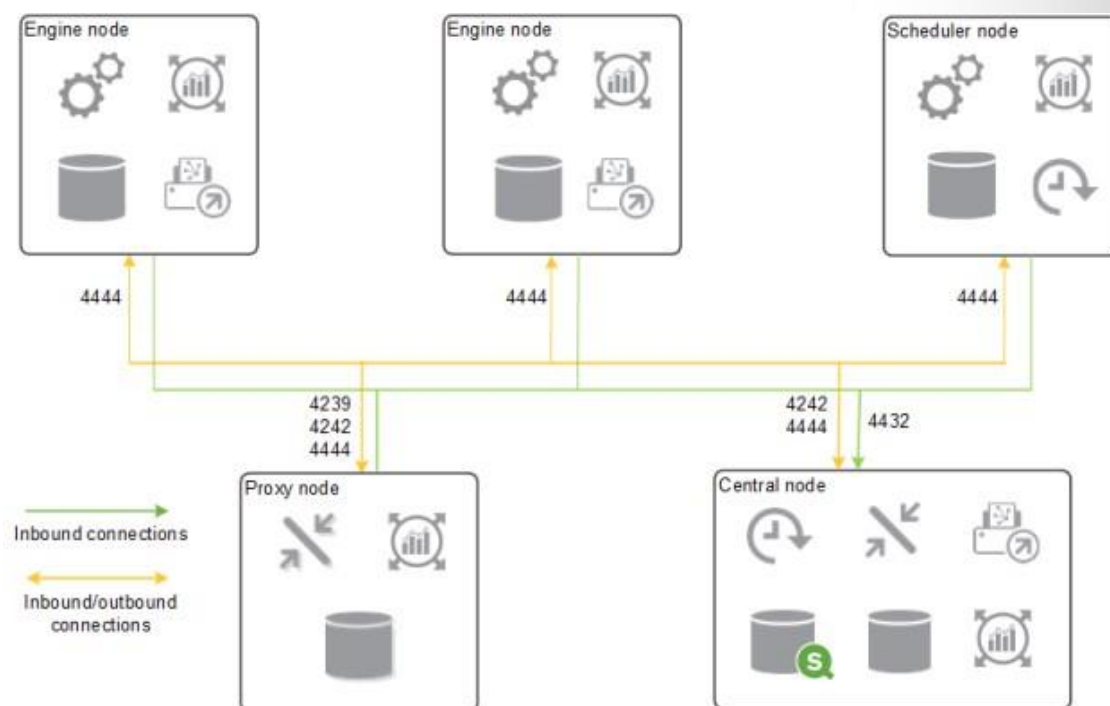 Engine node
Engine node
Scheduler node
4444
4444
4444
4239
4242
4444
4242
4444
4432
Proxy node
Central node
Inbound connections
Inbound/outbound
connections
S